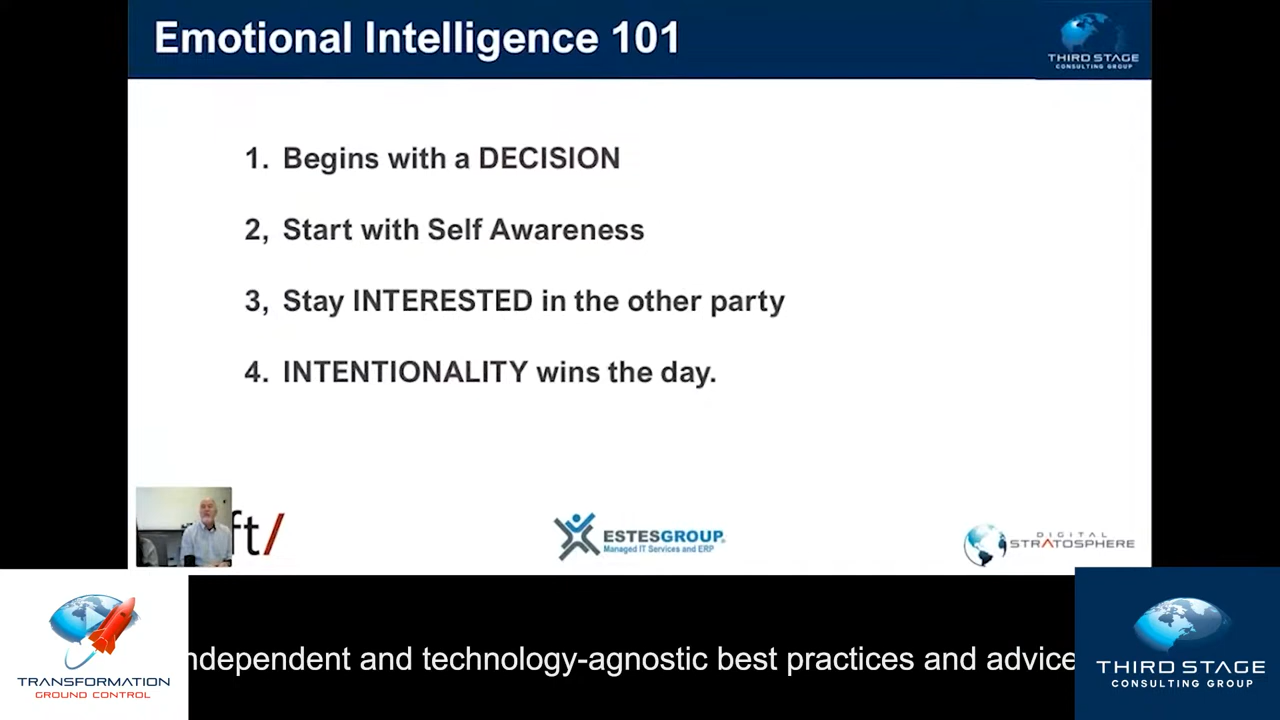 Emotional Intelligence 101
THIRD STAGE
CONSULTING GROUP
1. Begins with a DECISION
2, Start with Self Awareness
3, Stay INTERESTED in the other party
4. INTENTIONALITY wins the day.
ft/
ESTESGROUP
Managed IT Services and ERP
DIGITAL
STRATOSPHERE
TRANSFORMATION
GROUND CONTROL
ndependent and technology-agnostic best practices and advice
THIRD STAGE
CONSULTING GROUP